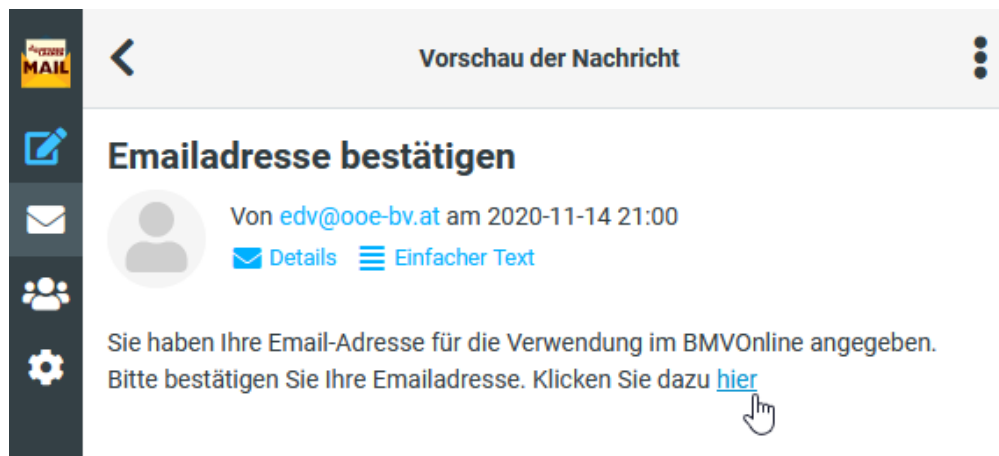 MAIL
Vorschau der Nachricht
Emailadresse bestätigen
Von edv@ooe-bv.at am 2020-11-14 21:00
Details Einfacher Text
Sie haben Ihre Email-Adresse für die Verwendung im BMVOnline angegeben.
Bitte bestätigen Sie Ihre Emailadresse. Klicken Sie dazu hier